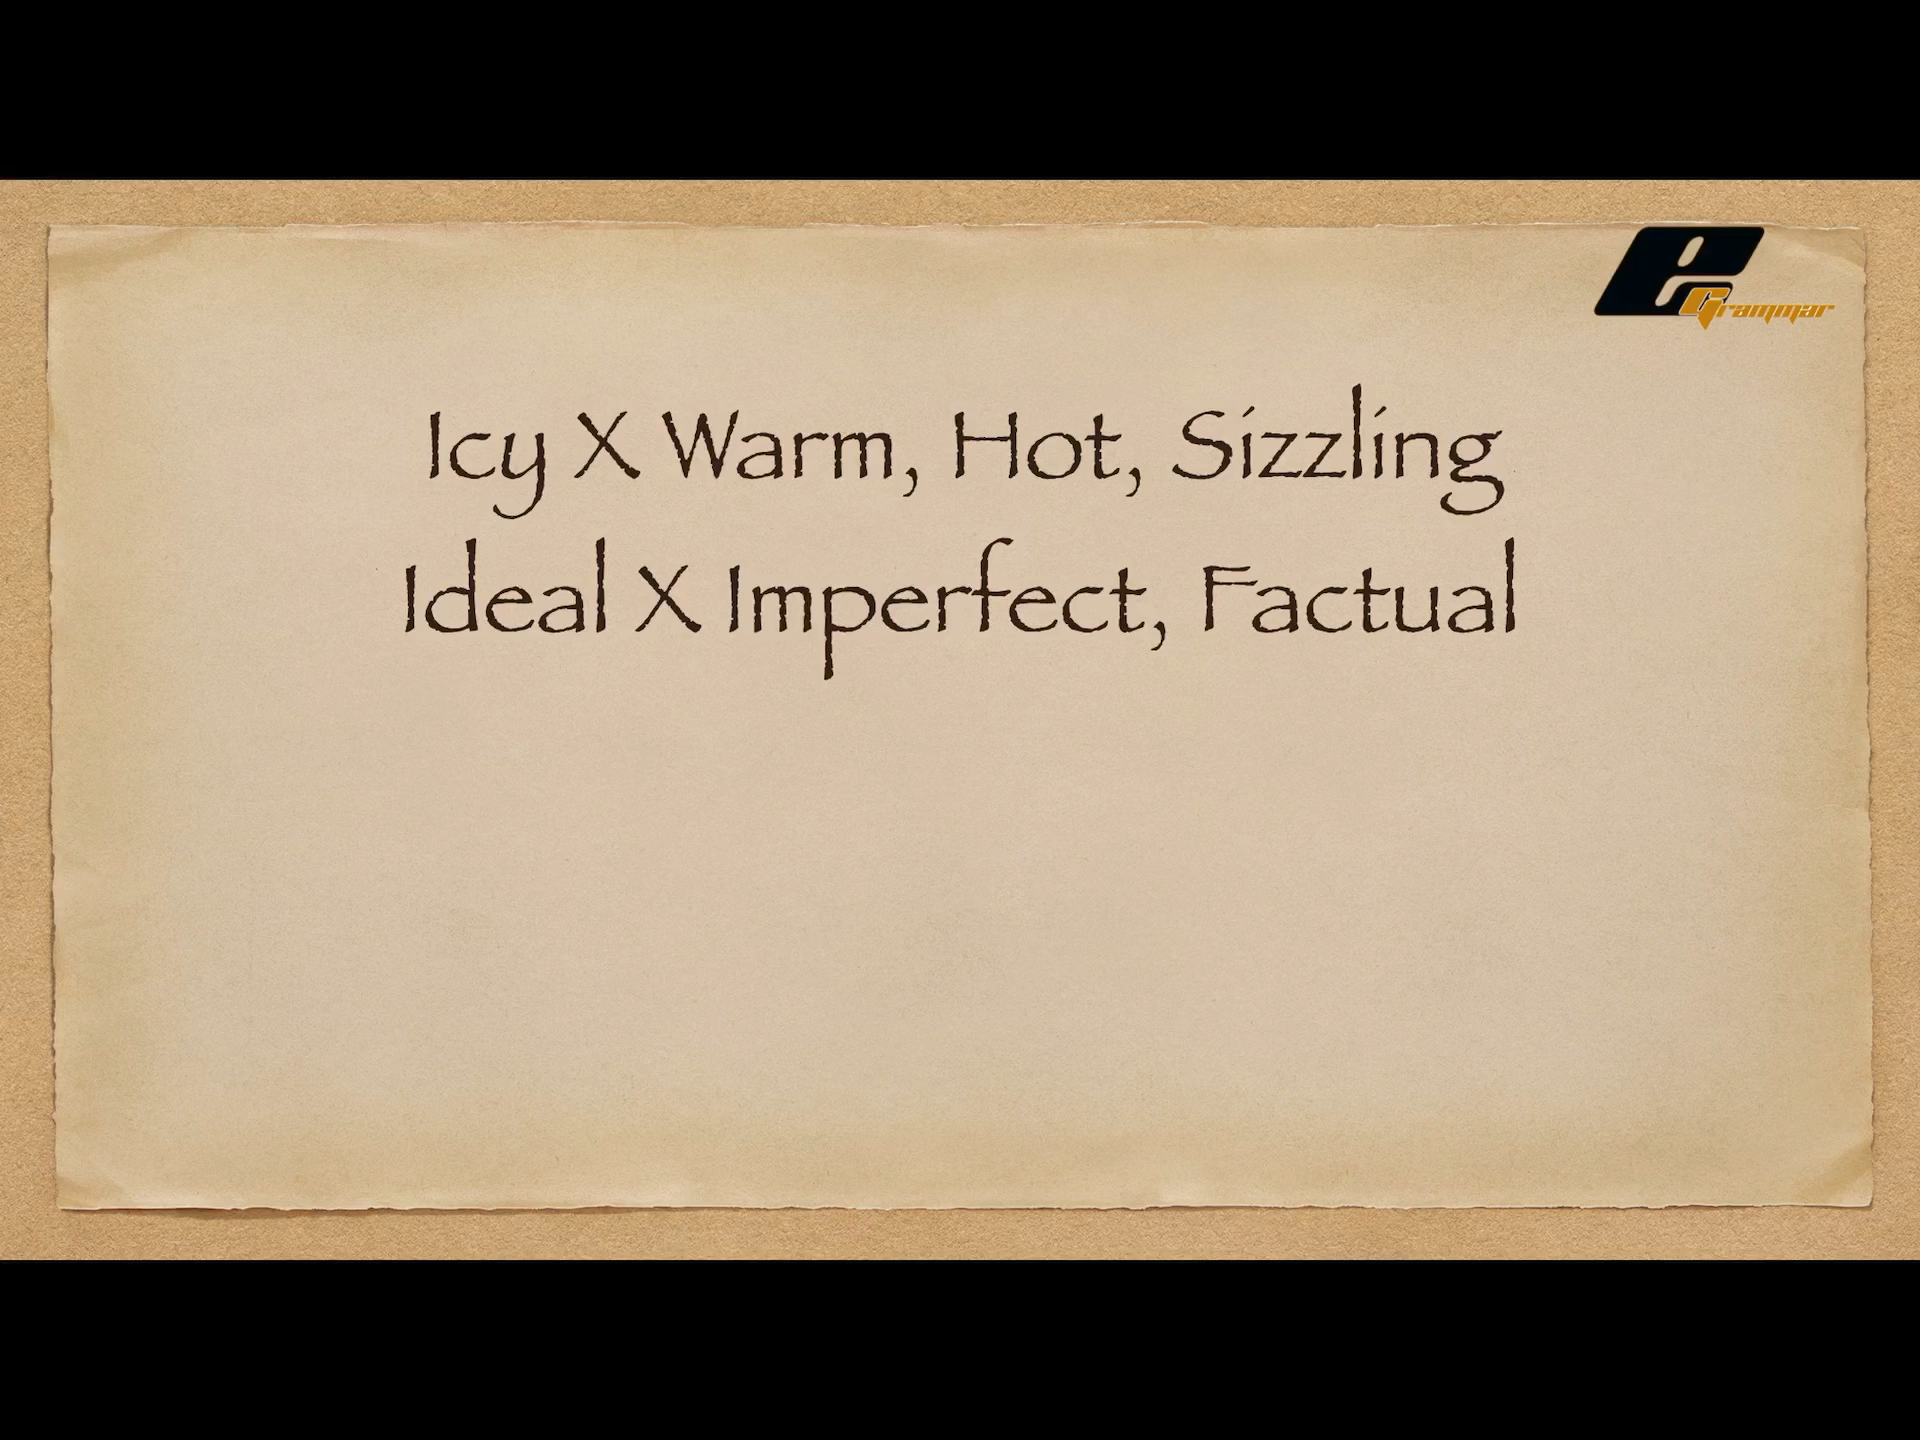 eGrammar
Icy X Warm, Hot, Sizzling
Ideal X Imperfect, Factual